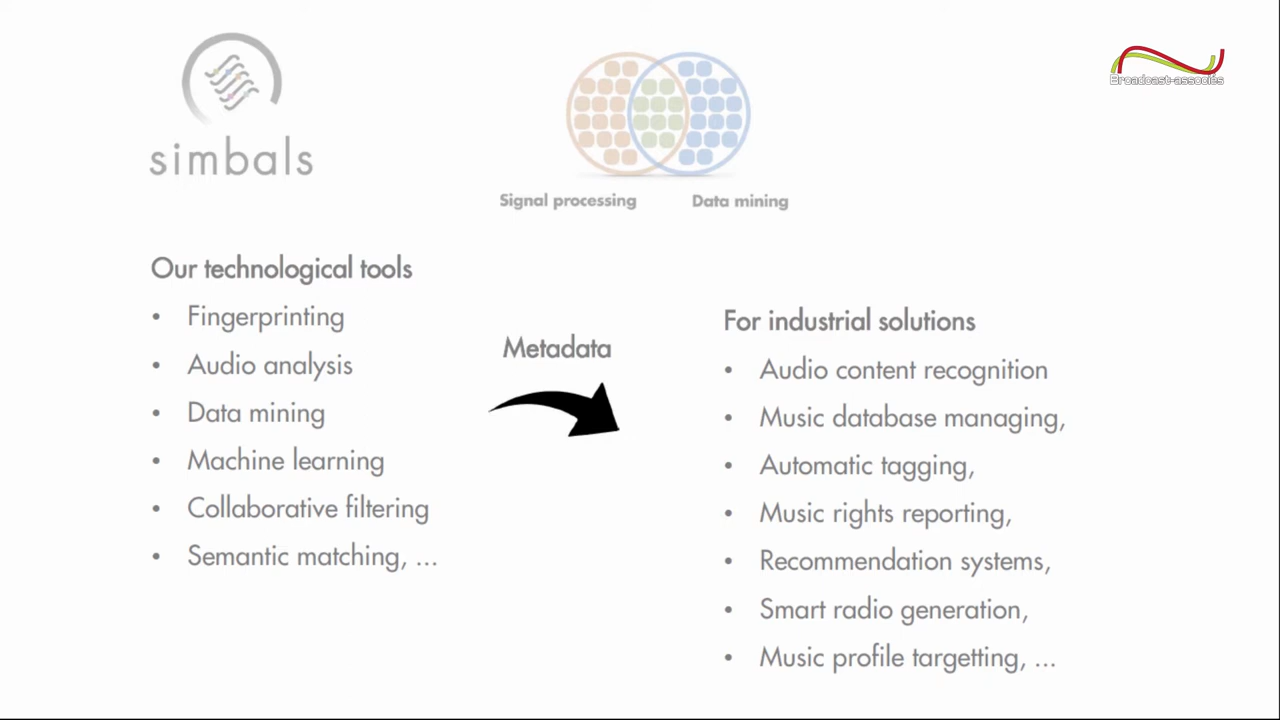 simbals
Broadcast-associés
Signal processing
Data mining
Our technological tools
• Fingerprinting
• Audio analysis
• Data mining
• Machine learning
• Collaborative filtering
• Semantic matching, ...
Metadata
For industrial solutions
• Audio content recognition
• Music database managing,
• Automatic tagging,
• Music rights reporting,
• Recommendation systems,
• Smart radio generation,
• Music profile targetting, ...